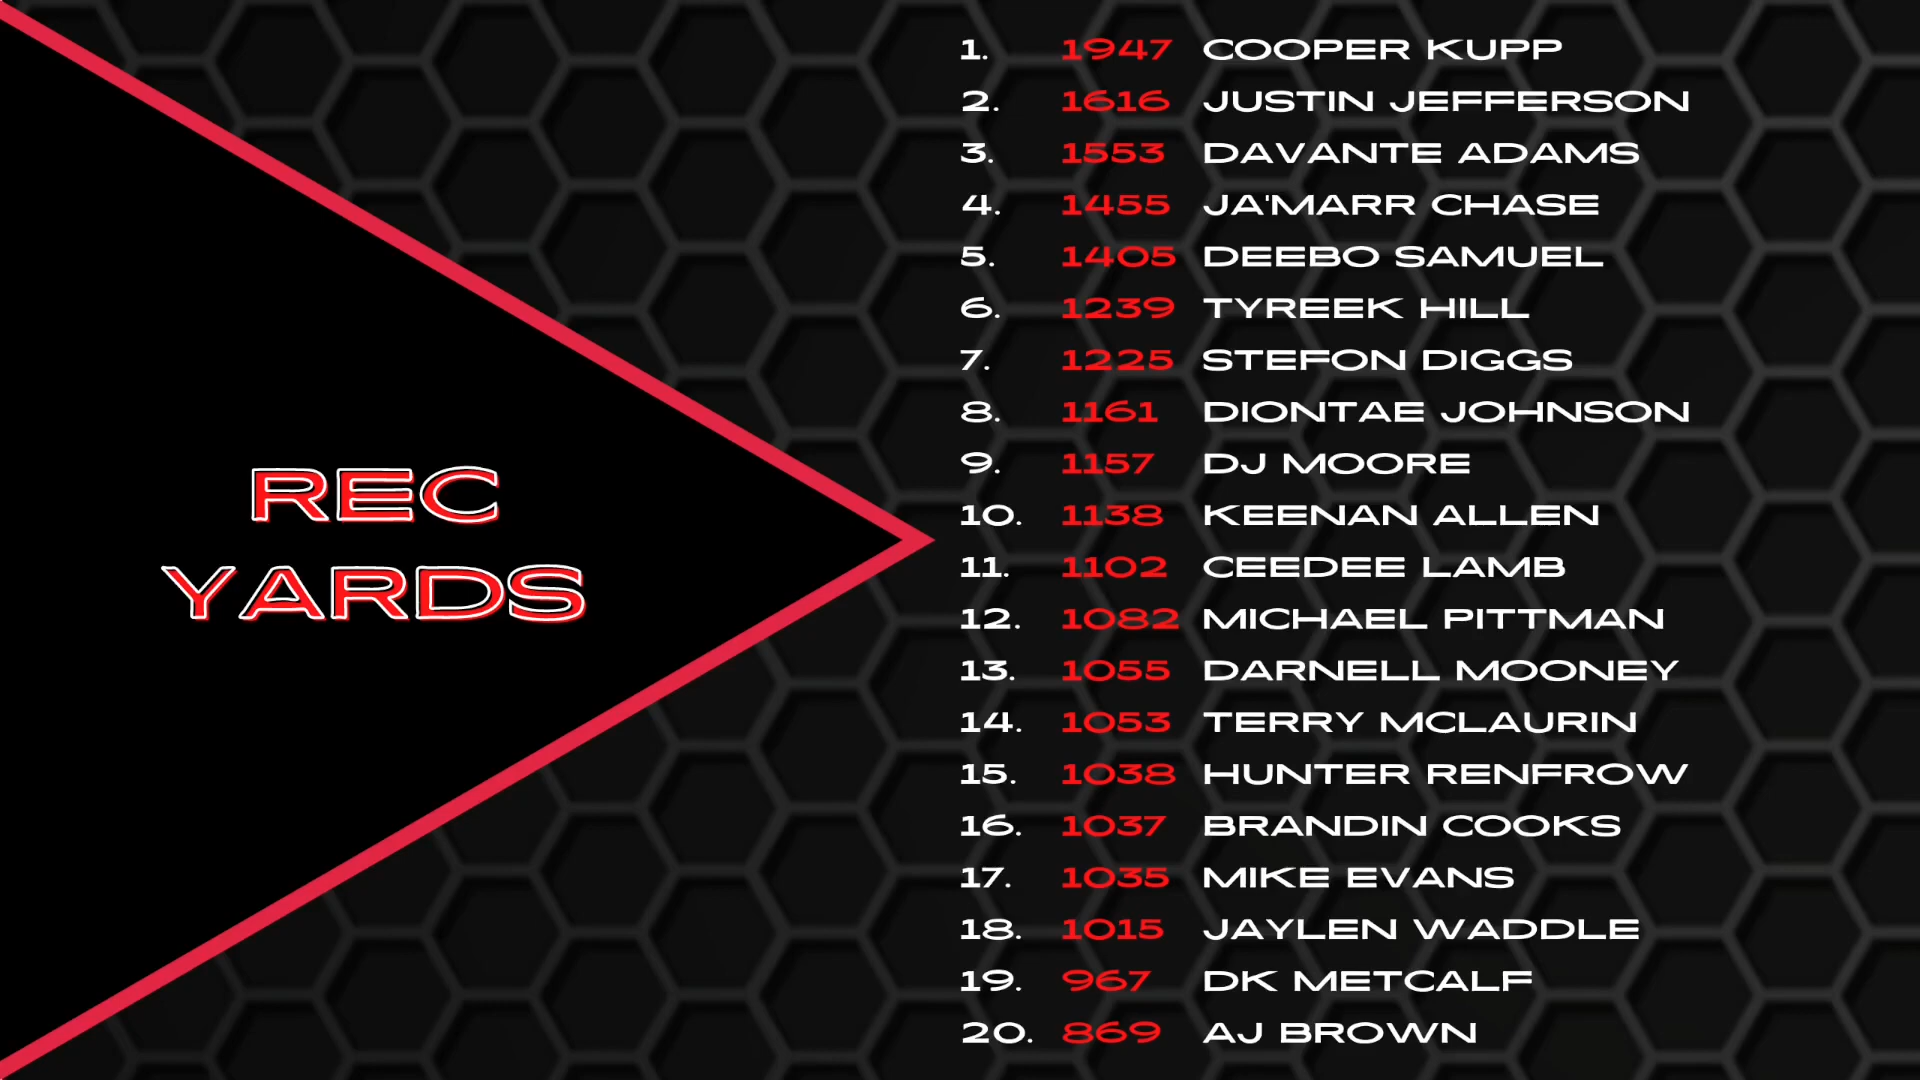 REC
YARDS
1. 1947 COOPER KUPP
2. 1616 JUSTIN JEFFERSON
3. 1553 DAVANTE ADAMS
4. 1455 JA'MARR CHASE
5. 1405 DEEBO SAMUEL
6. 1239 TYREEK HILL
7. 1225 STEFON DIGGS
8. 1161 DIONTAE JOHNSON
9. 1157 DJ MOORE
10. 1138 KEENAN ALLEN
11. 1102 CEEDEE LAMB
12. 1082 MICHAEL PITTMAN
13. 1055 DARNELL MOONEY
14. 1053 TERRY MCLAURIN
15. 1038 HUNTER RENFROW
16. 1037 BRANDIN COOKS
17. 1035 MIKE EVANS
18. 1015 JAYLEN WADDLE
19. 967 DK METCALF
20. 869 AJ BROWN